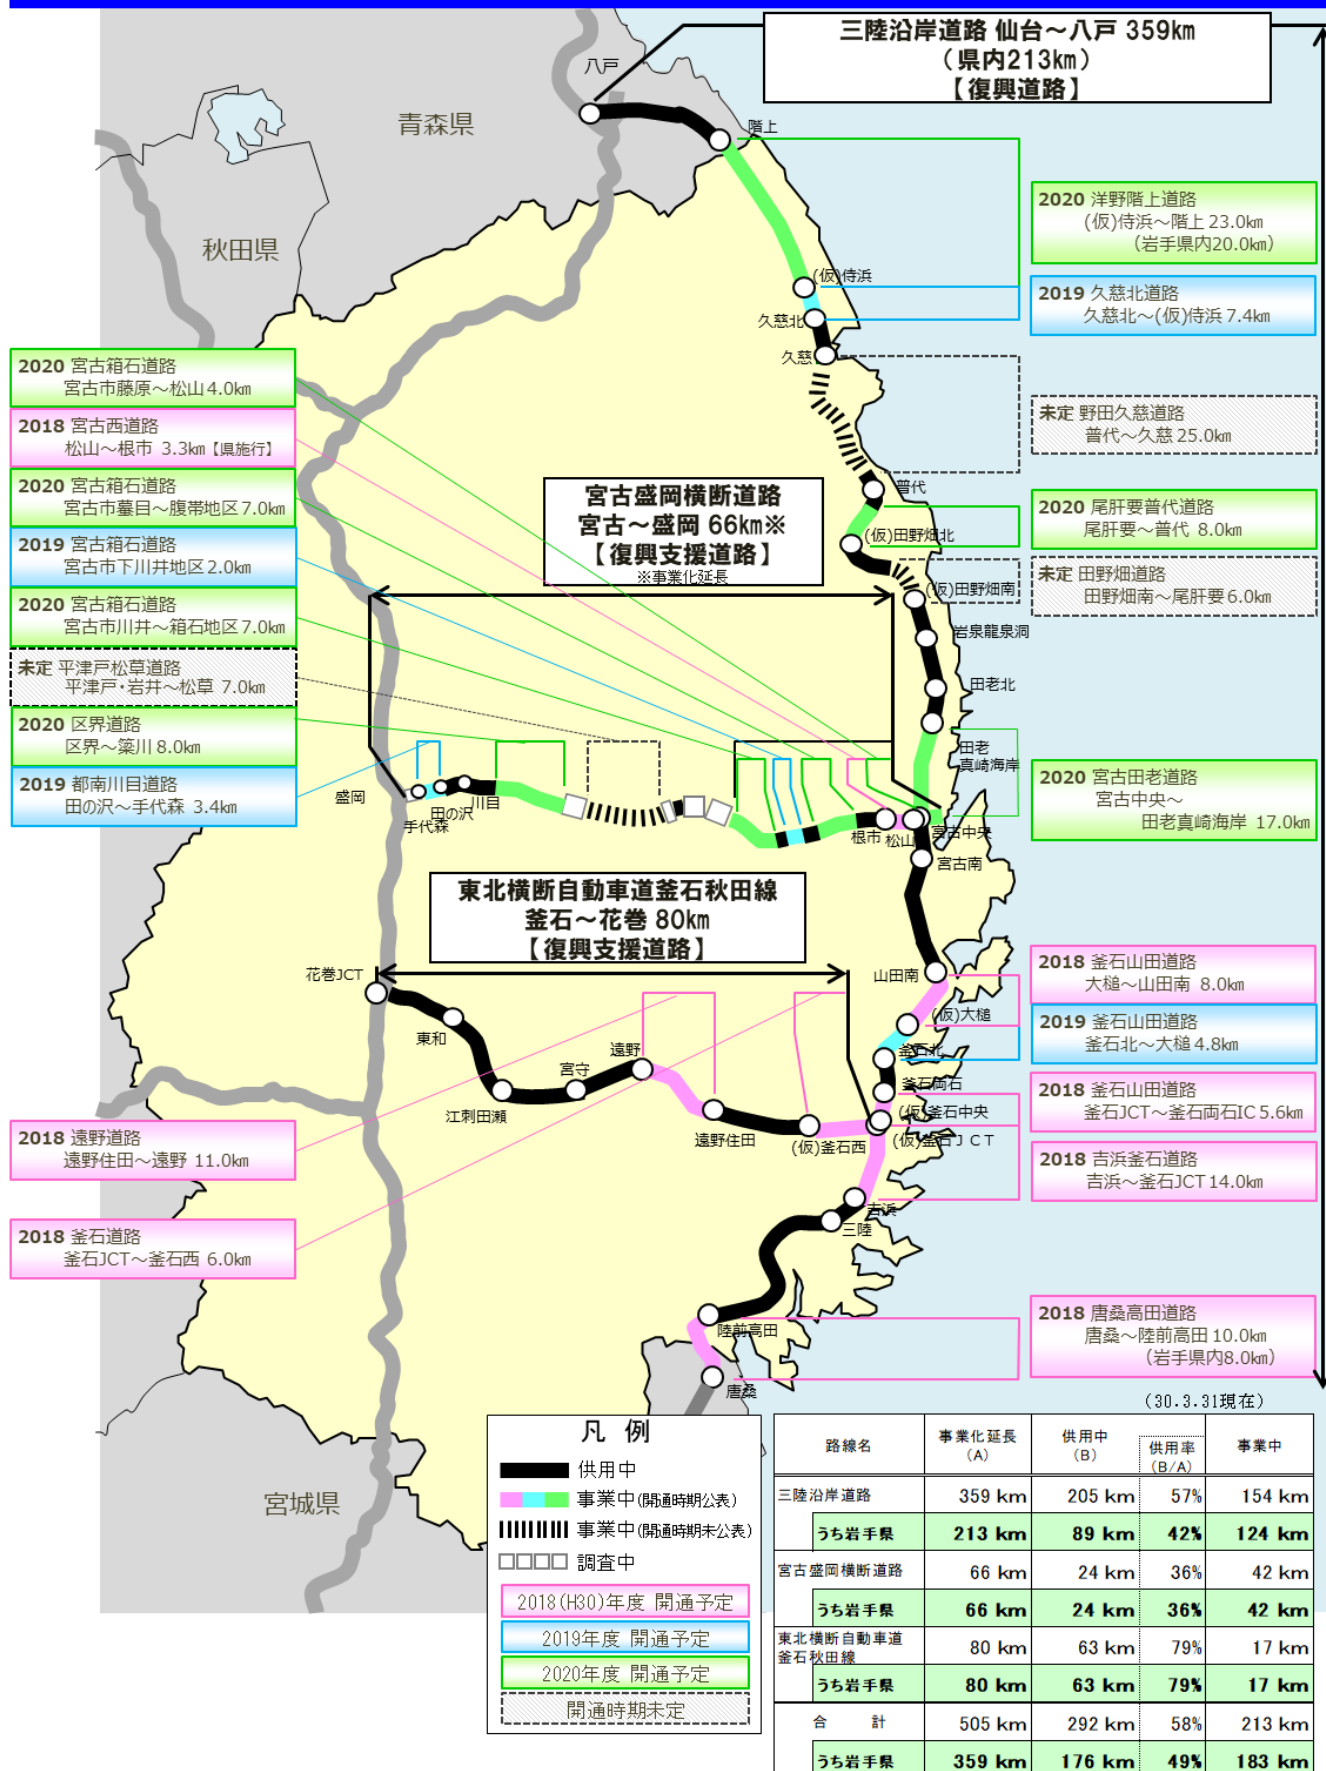 三陸沿岸道路 仙台～八戸 359km
（県内213km）
【復興道路】
八戸
青森県
階上
秋田県
2020 洋野階上道路
(仮)侍浜～階上 23.0km
（岩手県内20.0km）
(仮)侍浜
2019 久慈北道路
久慈北～(仮)侍浜 7.4km
久慈北
久慈
2020 宮古箱石道路
宮古市藤原～松山 4.0km
2018 宮古西道路
松山～根市 3.3km【県施行】
2020 宮古箱石道路
宮古市蟇目～腹帯地区 7.0km
2019 宮古箱石道路
宮古市下川井地区 2.0km
2020 宮古箱石道路
宮古市川井～箱石地区 7.0km
未定 平津戸松草道路
平津戸・岩井～松草 7.0km
2020 区界道路
区界～簗川 8.0km
2019 都南川目道路
田の沢～手代森 3.4km
未定 野田久慈道路
普代～久慈 25.0km
宮古盛岡横断道路
宮古～盛岡 66km※
【復興支援道路】
※事業化延長
普代
2020 尾肝要普代道路
尾肝要～普代 8.0km
(仮)田野畑北
未定 田野畑道路
田野畑南～尾肝要 6.0km
(仮)田野畑南
岩泉龍泉洞
田老北
田老
真崎海岸
2020 宮古田老道路
宮古中央～
田老真崎海岸 17.0km
盛岡
手代森
田の沢
川目
根市
松山
宮古中央
宮古南
東北横断自動車道釜石秋田線
釜石～花巻 80km
【復興支援道路】
花巻JCT
東和
江刺田瀬
宮守
遠野
遠野住田
(仮)釜石西
山田南
2018 釜石山田道路
大槌～山田南 8.0km
(仮)大槌
2019 釜石山田道路
釜石北～大槌 4.8km
釜石北
釜石両石
2018 釜石山田道路
釜石JCT～釜石両石IC 5.6km
(仮)釜石中央
(仮)釜石ＪＣＴ
2018 吉浜釜石道路
吉浜～釜石JCT 14.0km
吉浜
三陸
2018 遠野道路
遠野住田～遠野 11.0km
2018 釜石道路
釜石JCT～釜石西 6.0km
陸前高田
2018 唐桑高田道路
唐桑～陸前高田 10.0km
（岩手県内8.0km）
唐桑
宮城県
凡 例
供用中
事業中(開通時期公表)
事業中(開通時期未公表)
調査中
2018(H30)年度 開通予定
2019年度 開通予定
2020年度 開通予定
開通時期未定
(30.3.31現在)
路線名 事業化延長（A） 供用中（B） 供用率（B/A） 事業中
三陸沿岸道路 359 km 205 km 57% 154 km
うち岩手県 213 km 89 km 42% 124 km
宮古盛岡横断道路 66 km 24 km 36% 42 km
うち岩手県 66 km 24 km 36% 42 km
東北横断自動車道
釜石秋田線 80 km 63 km 79% 17 km
うち岩手県 80 km 63 km 79% 17 km
合 計 505 km 292 km 58% 213 km
うち岩手県 359 km 176 km 49% 183 km